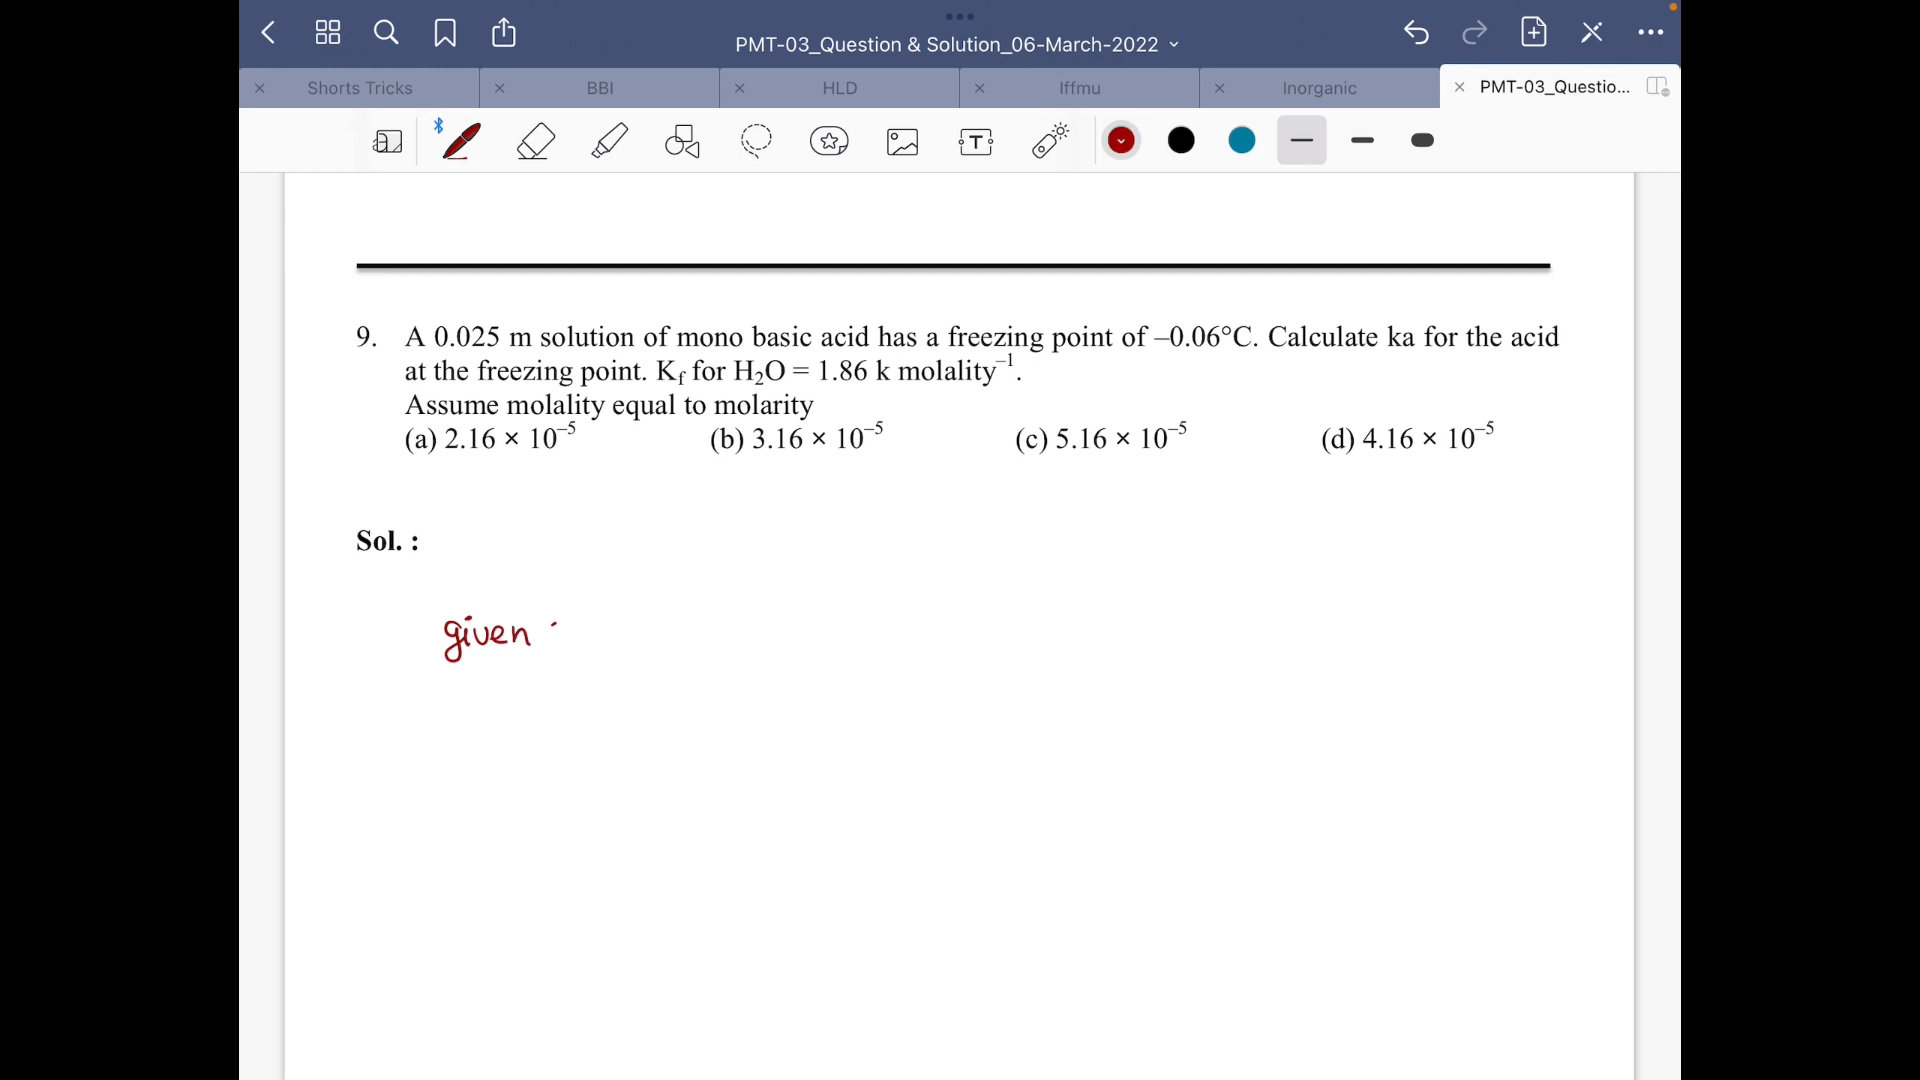 PMT-03_Question & Solution_06-March-2022
Shorts Tricks
BBI
HLD
Iffmu
Inorganic
PMT-03_Questio...
9. A 0.025 m solution of mono basic acid has a freezing point of –0.06°C. Calculate ka for the acid
at the freezing point. K_f for H₂O = 1.86 k molality⁻¹.
Assume molality equal to molarity
(a) 2.16 × 10⁻⁵ (b) 3.16 × 10⁻⁵ (c) 5.16 × 10⁻⁵ (d) 4.16 × 10⁻⁵
Sol. :
given